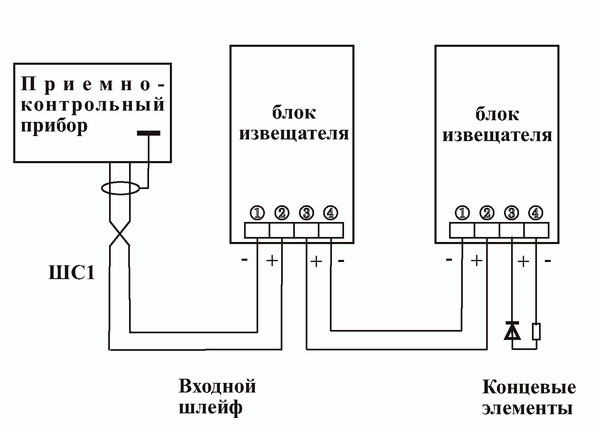 Приемно-
контрольный
прибор
блок
извещателя
блок
извещателя
① ② ③ ④
① ② ③ ④
- + + -
- + + -
ШС1
Входной
шлейф
Концевые
элементы